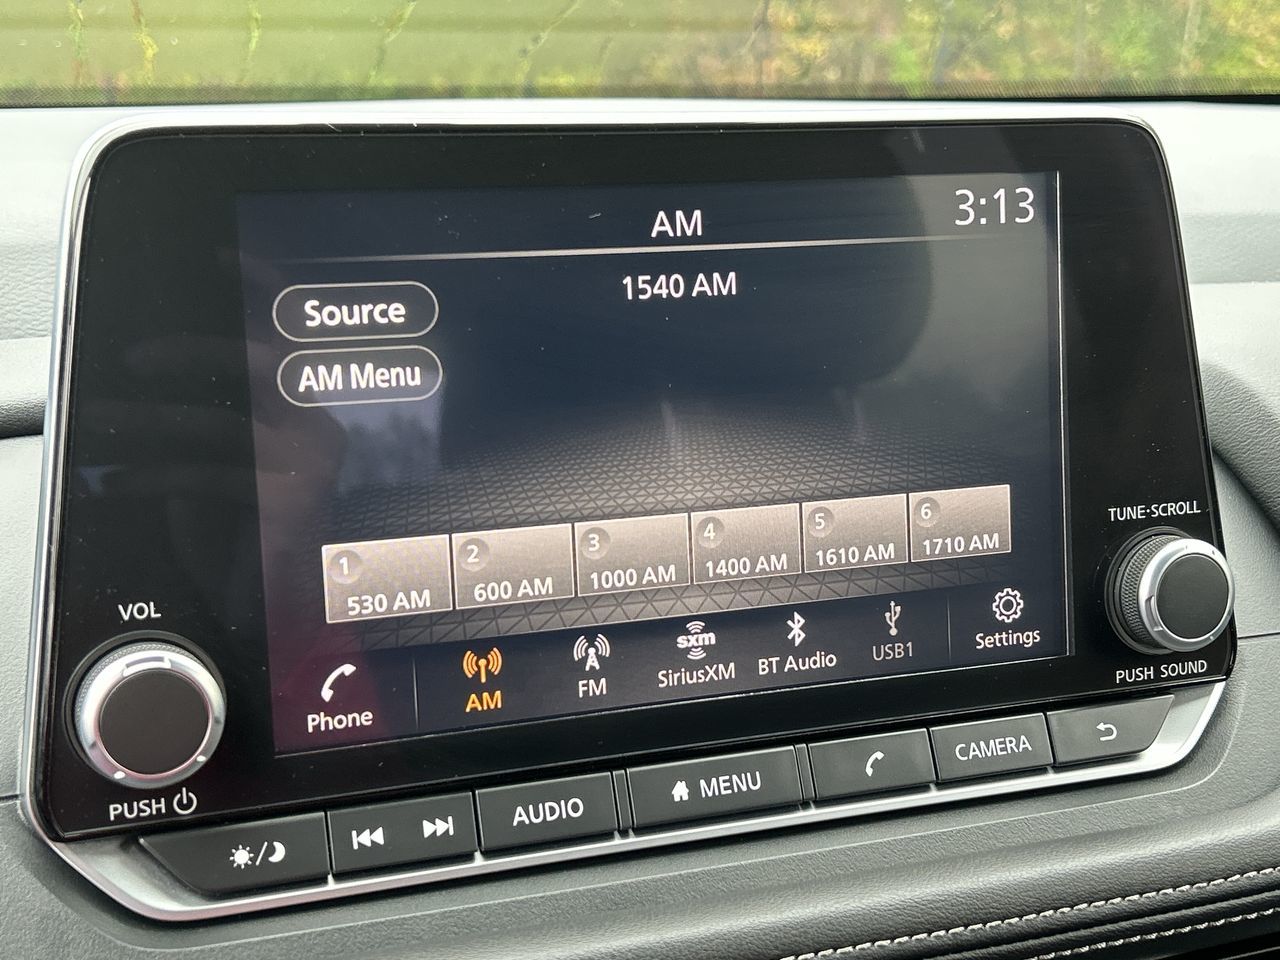 AM
3:13
1540 AM
Source
AM Menu
1
530 AM
2
600 AM
3
1000 AM
4
1400 AM
5
1610 AM
6
1710 AM
Phone
AM
FM
sxm
SiriusXM
BT Audio
USB1
Settings
VOL
PUSH
TUNE·SCROLL
PUSH SOUND
AUDIO
MENU
CAMERA